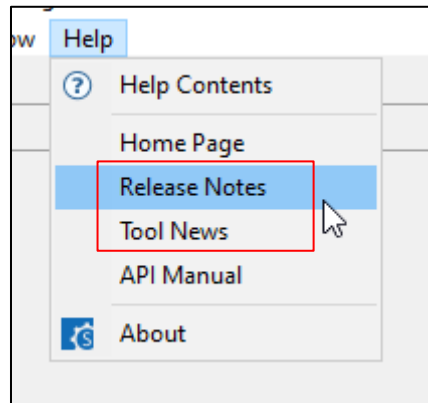 ow Help
Help Contents
Home Page
Release Notes
Tool News
API Manual
About